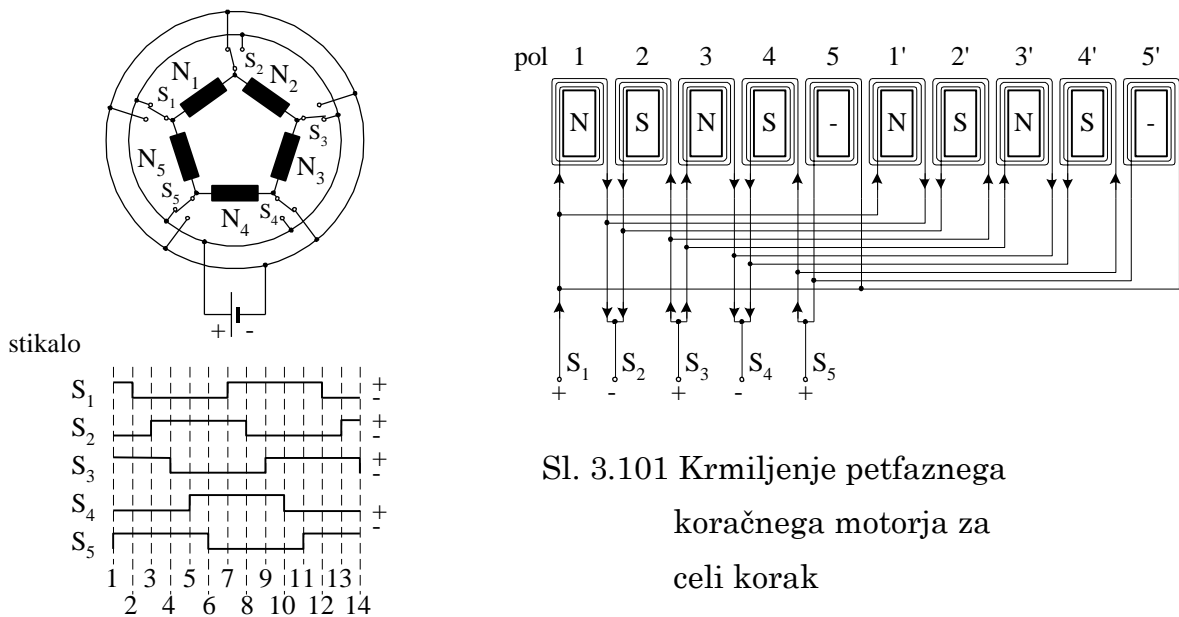 S₂
N₁ N₂
S₁
S₃
N₅ N₃
S₅ S₄
N₄
+ -
stikalo
S₁ + -
S₂ + -
S₃ + -
S₄ + -
S₅
1 3 5 7 9 11 13
2 4 6 8 10 12 14
pol 1 2 3 4 5 1' 2' 3' 4' 5'
N S N S - N S N S -
S₁ S₂ S₃ S₄ S₅
+ - + - +
Sl. 3.101 Krmiljenje petfaznega
koračnega motorja za
celi korak